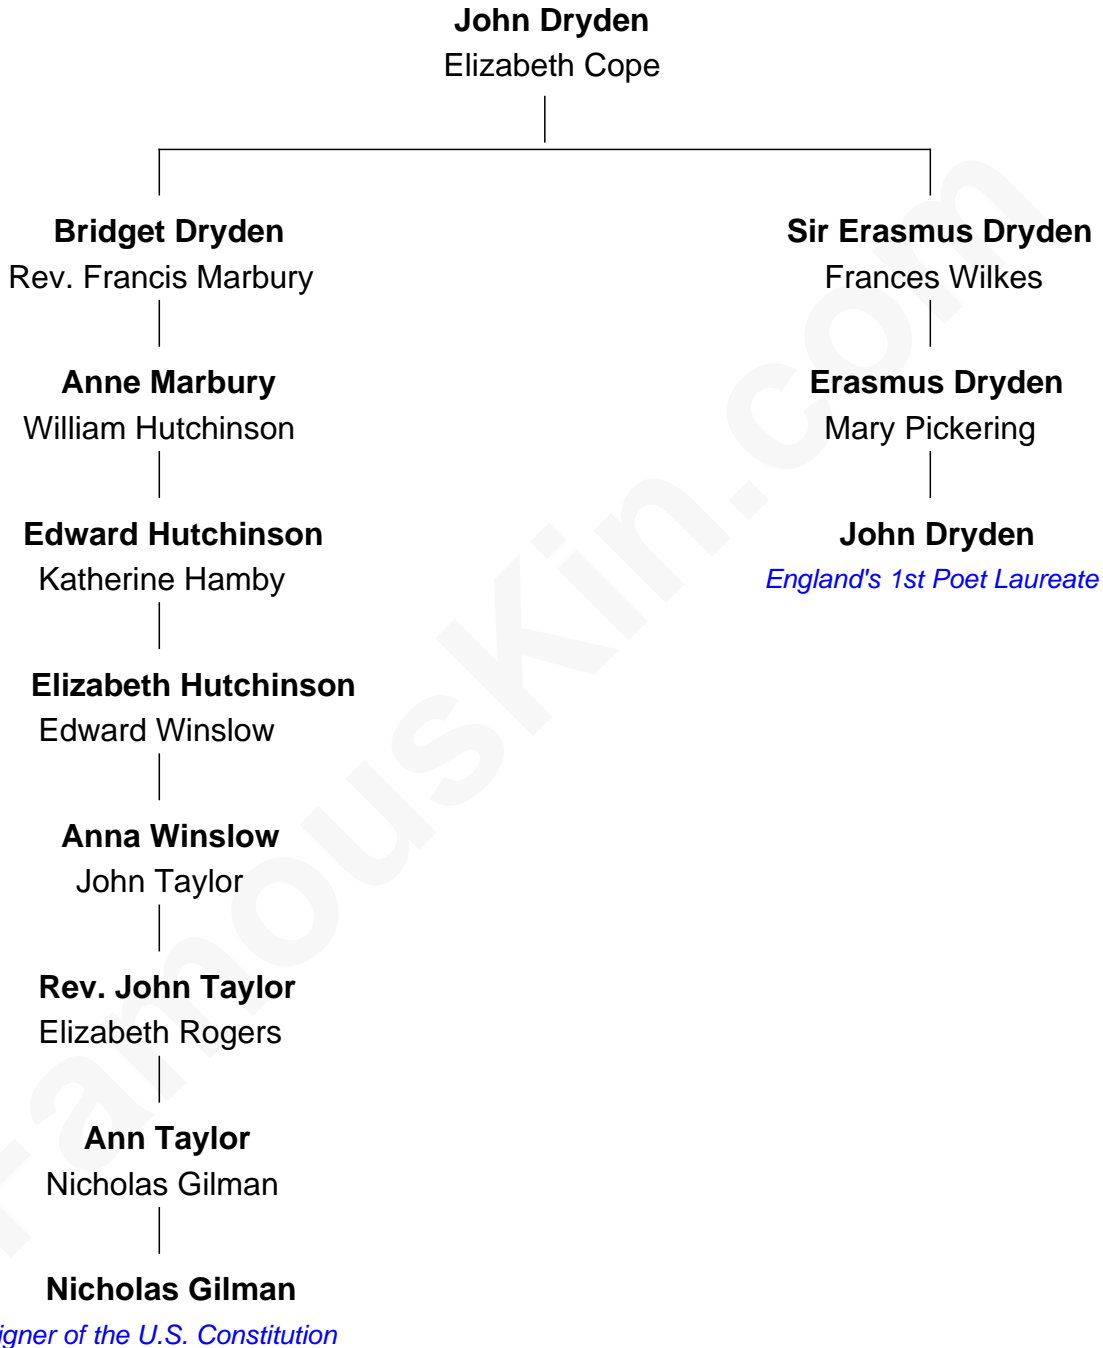 John Dryden
Elizabeth Cope
Bridget Dryden
Rev. Francis Marbury
Sir Erasmus Dryden
Frances Wilkes
Anne Marbury
William Hutchinson
Erasmus Dryden
Mary Pickering
Edward Hutchinson
Katherine Hamby
John Dryden
England's 1st Poet Laureate
Elizabeth Hutchinson
Edward Winslow
Anna Winslow
John Taylor
Rev. John Taylor
Elizabeth Rogers
Ann Taylor
Nicholas Gilman
Nicholas Gilman
igner of the U.S. Constitution
FamousKin.com